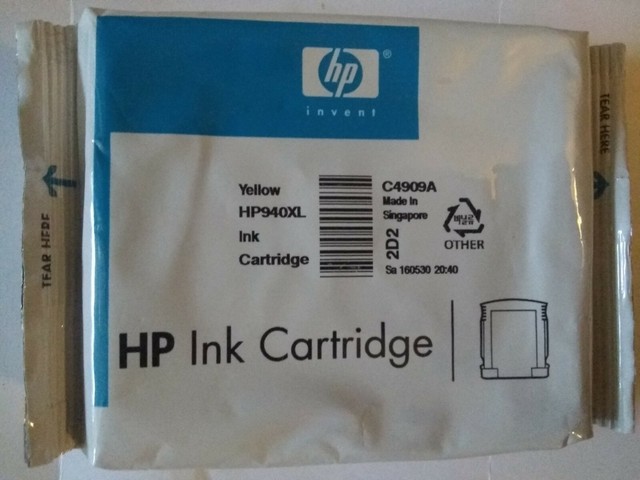 hp ®
invent
Yellow
HP940XL
Ink
Cartridge
C4909A
Made In
Singapore
2D2
Sa 160530 20:40
OTHER
HP Ink Cartridge
TEAR HERE
TEAR HERE